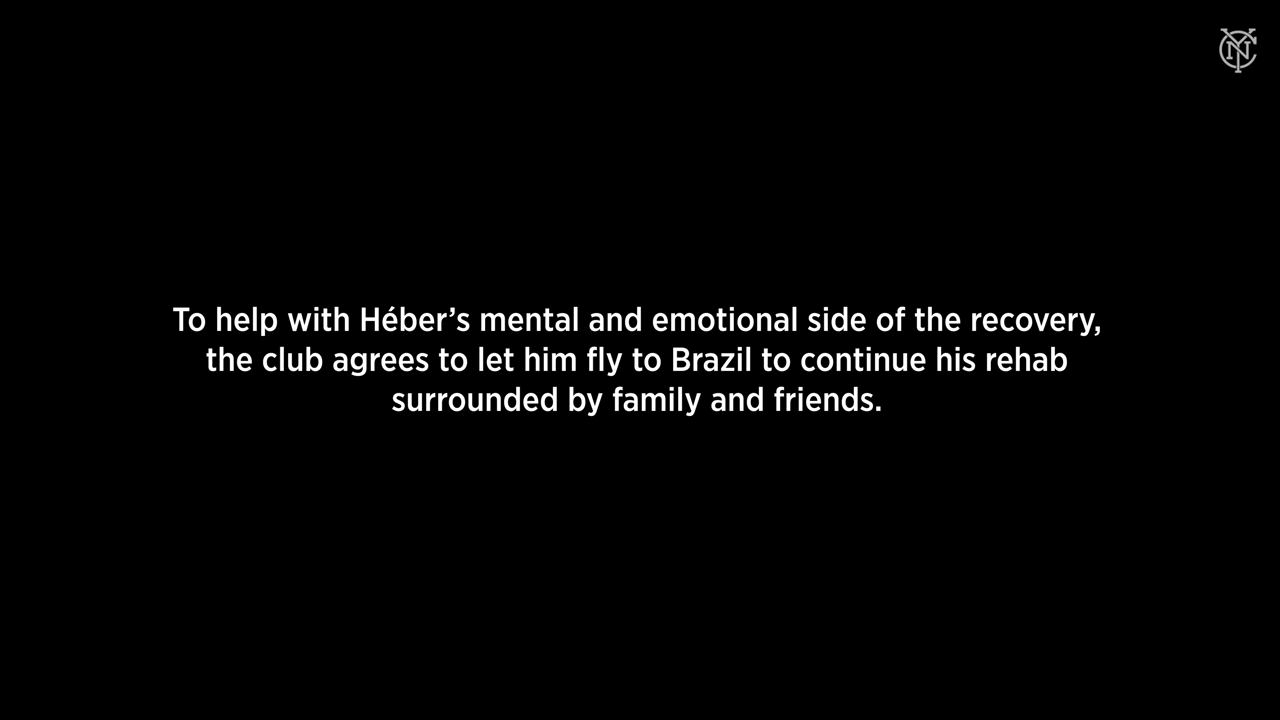 NYC
To help with Héber’s mental and emotional side of the recovery,
the club agrees to let him fly to Brazil to continue his rehab
surrounded by family and friends.